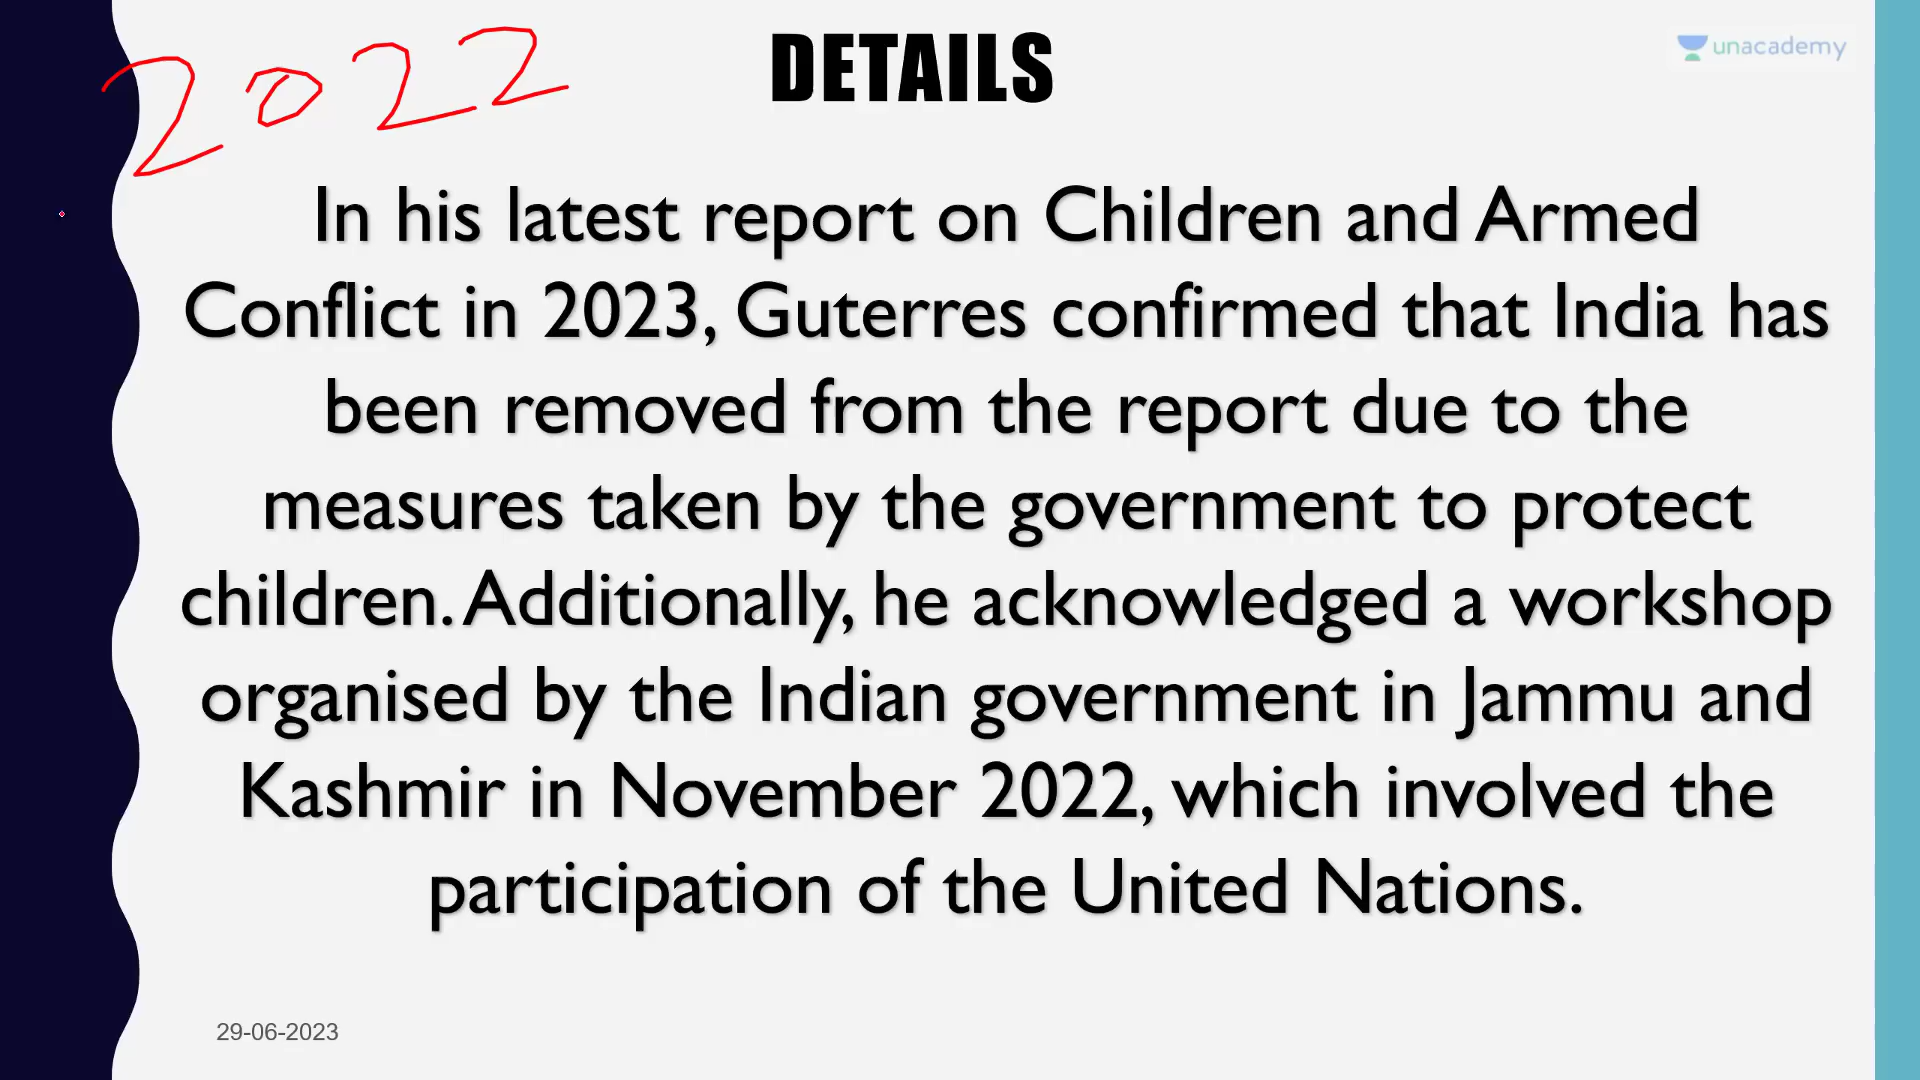 2022
DETAILS
unacademy
In his latest report on Children and Armed
Conflict in 2023, Guterres confirmed that India has
been removed from the report due to the
measures taken by the government to protect
children. Additionally, he acknowledged a workshop
organised by the Indian government in Jammu and
Kashmir in November 2022, which involved the
participation of the United Nations.
29-06-2023